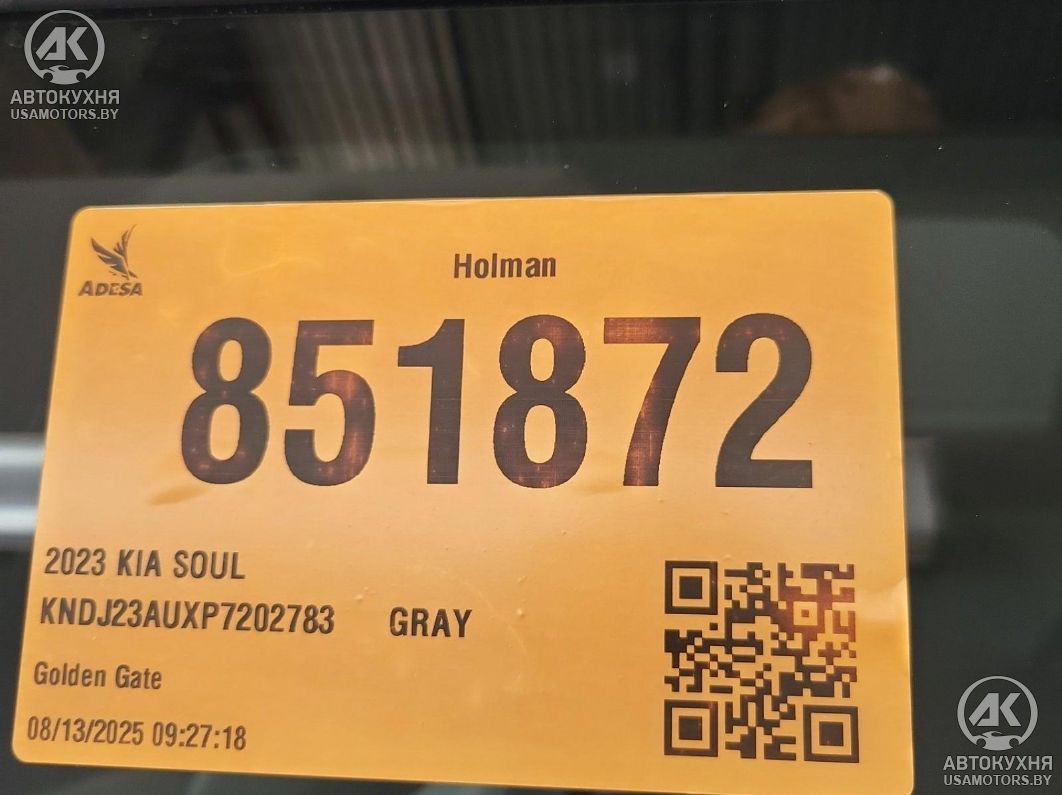 AK
АВТОКУХНЯ
USAMOTORS.BY
ADESA
Holman
851872
2023 KIA SOUL
KNDJ23AUXP7202783 GRAY
Golden Gate
08/13/2025 09:27:18
AK
АВТОКУХНЯ
USAMOTORS.BY